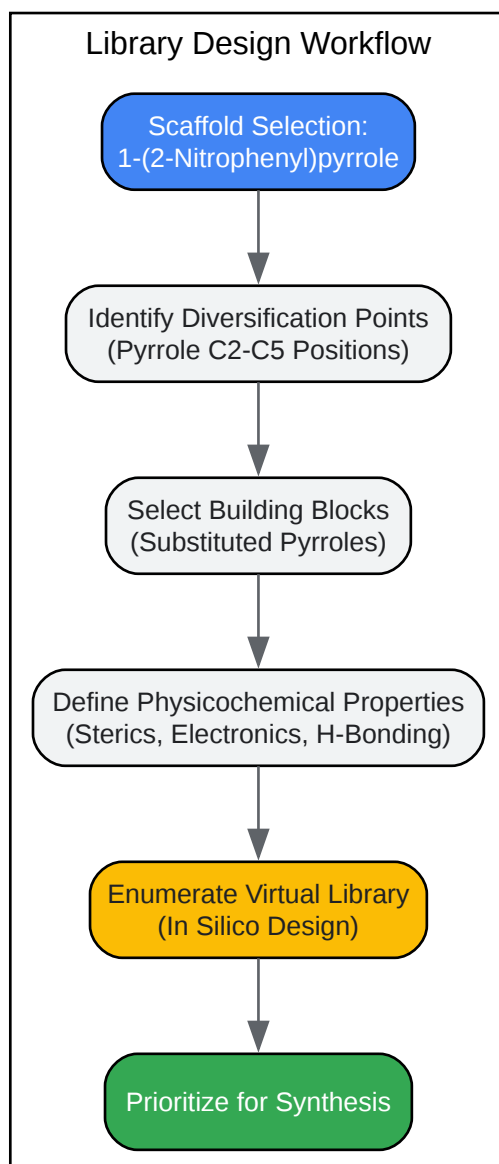 Library Design Workflow
Scaffold Selection:
1-(2-Nitrophenyl)pyrrole
Identify Diversification Points
(Pyrrole C2-C5 Positions)
Select Building Blocks
(Substituted Pyrroles)
Define Physicochemical Properties
(Sterics, Electronics, H-Bonding)
Enumerate Virtual Library
(In Silico Design)
Prioritize for Synthesis